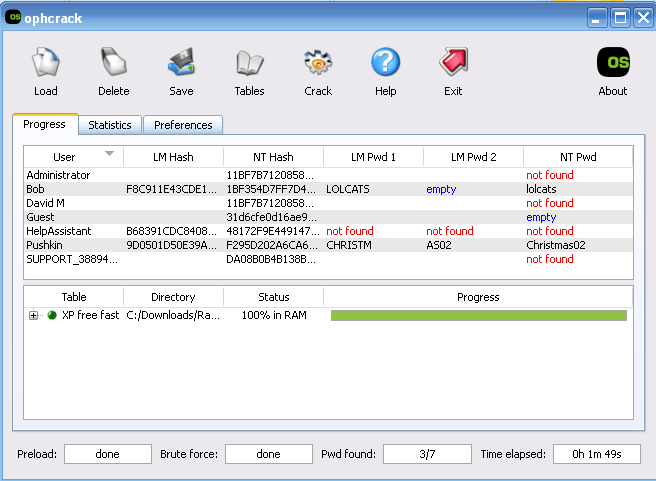 OS ophcrack
Load Delete Save Tables Crack Help Exit OS About
Progress Statistics Preferences
User LM Hash NT Hash LM Pwd 1 LM Pwd 2 NT Pwd
Administrator 11BF7B7120858... not found
Bob F8C911E43CDE1... 1BF354D7FF7D4... LOLCATS empty lolcats
David M 11BF7B7120858... not found
Guest 31d6cfe0d16ae9... empty
HelpAssistant B68391CDC8408... 48172F9E449147... not found not found not found
Pushkin 9D0501D50E39A... F295D202A6CA6... CHRISTM AS02 Christmas02
SUPPORT_38894... DA08B0B4B138B... not found
Table Directory Status Progress
XP free fast C:/Downloads/Ra... 100% in RAM
Preload: done Brute force: done Pwd found: 3/7 Time elapsed: 0h 1m 49s